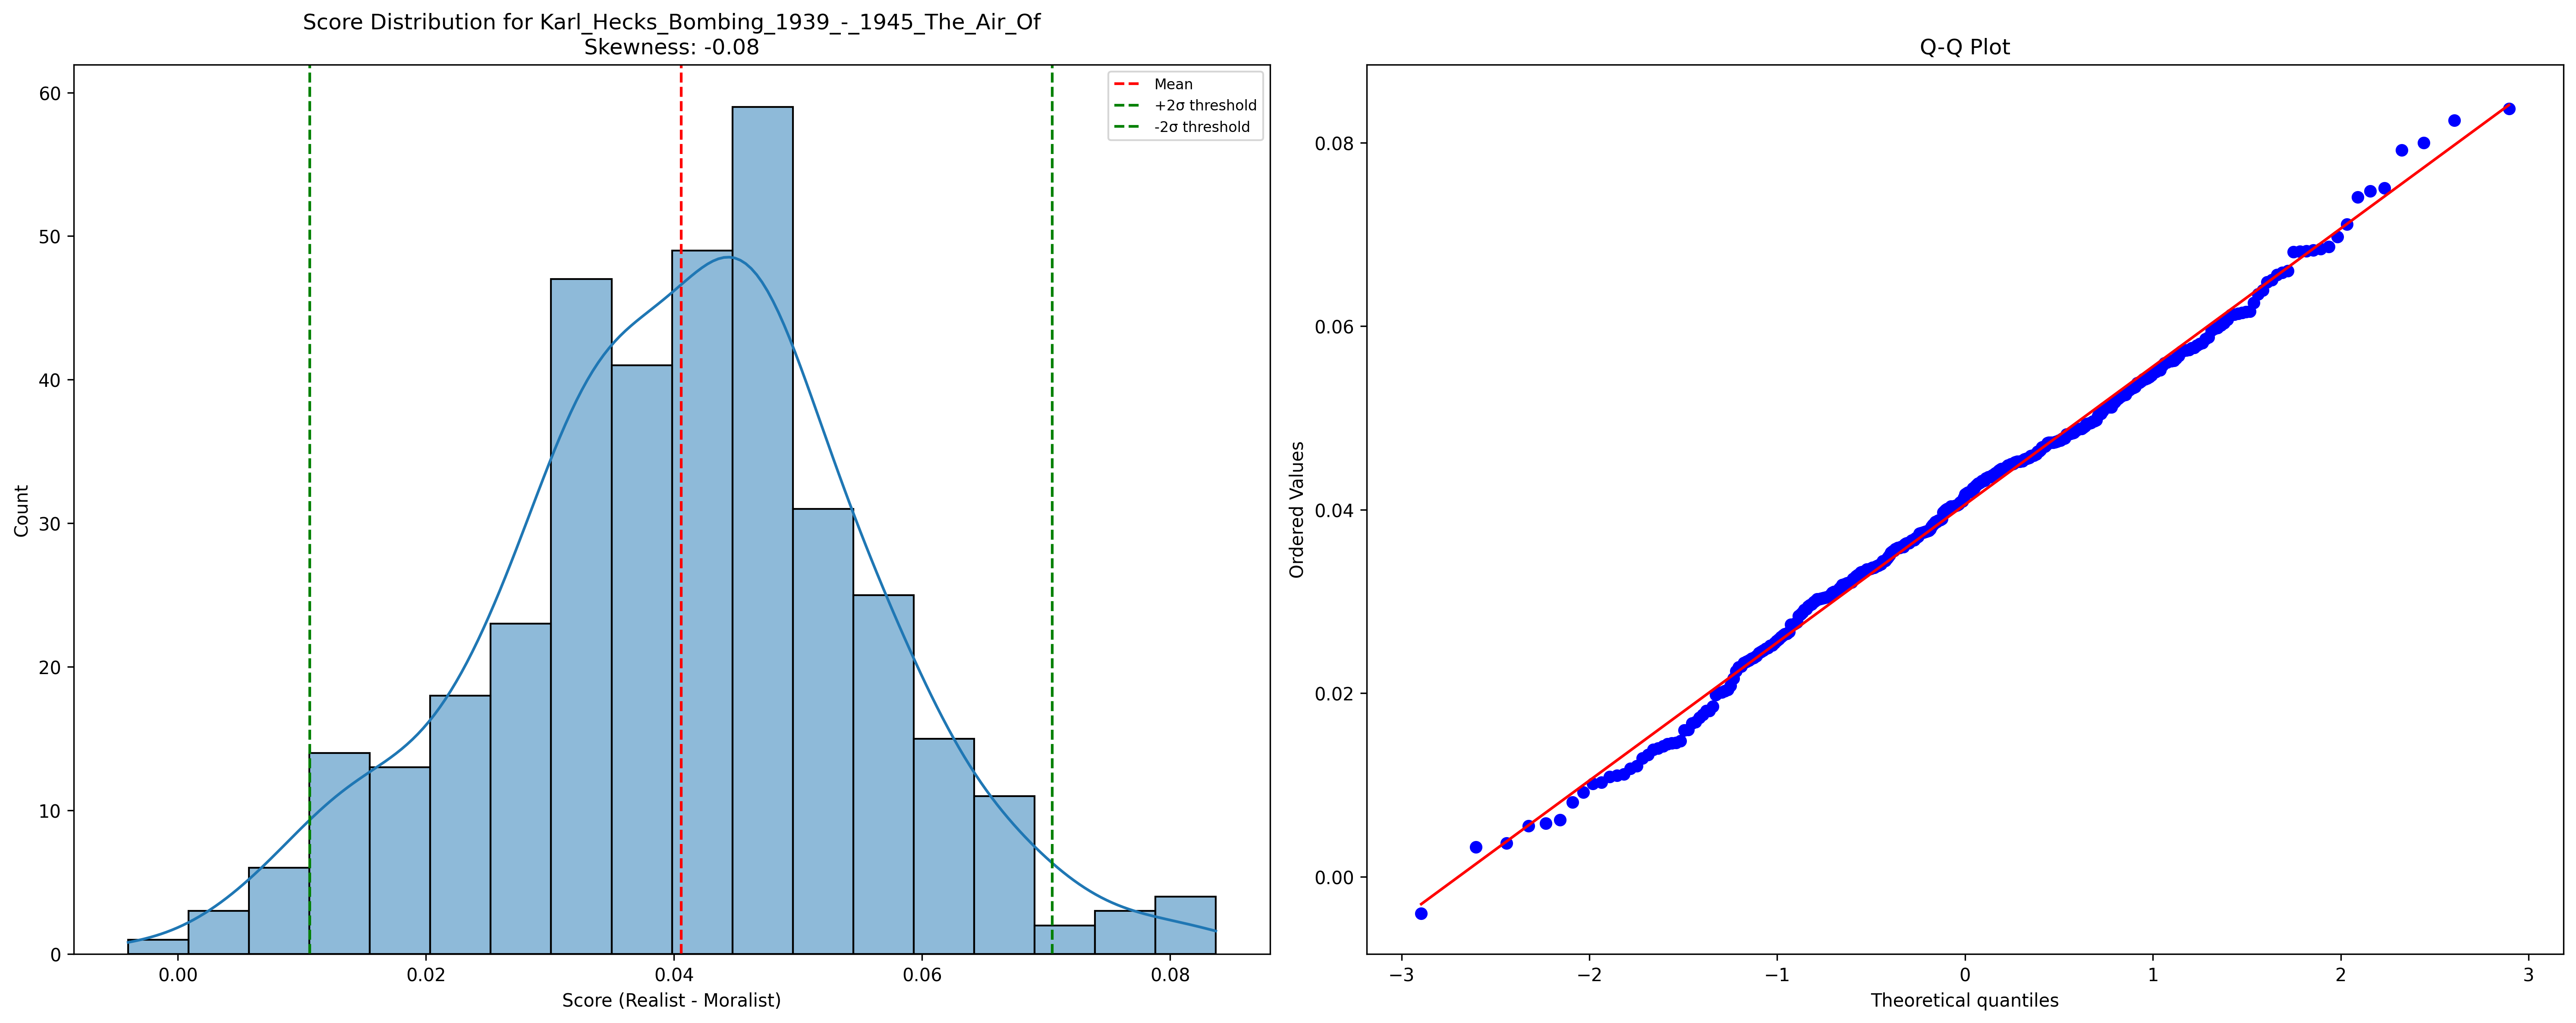 Score Distribution for Karl_Hecks_Bombing_1939_-_1945_The_Air_Of
Skewness: -0.08
Mean
+2σ threshold
-2σ threshold
60
50
40
30
20
10
0
Count
0.00 0.02 0.04 0.06 0.08
Score (Realist - Moralist)
Q-Q Plot
0.08
0.06
0.04
0.02
0.00
Ordered Values
−3 −2 −1 0 1 2 3
Theoretical quantiles